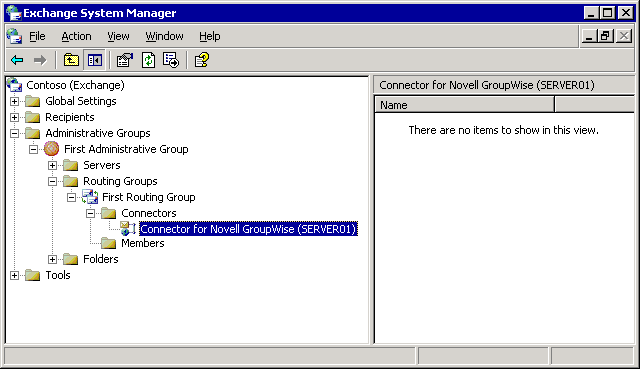 Exchange System Manager
File Action View Window Help
Contoso (Exchange)
Global Settings
Recipients
Administrative Groups
First Administrative Group
Servers
Routing Groups
First Routing Group
Connectors
Connector for Novell GroupWise (SERVER01)
Members
Folders
Tools
Connector for Novell GroupWise (SERVER01)
Name
There are no items to show in this view.